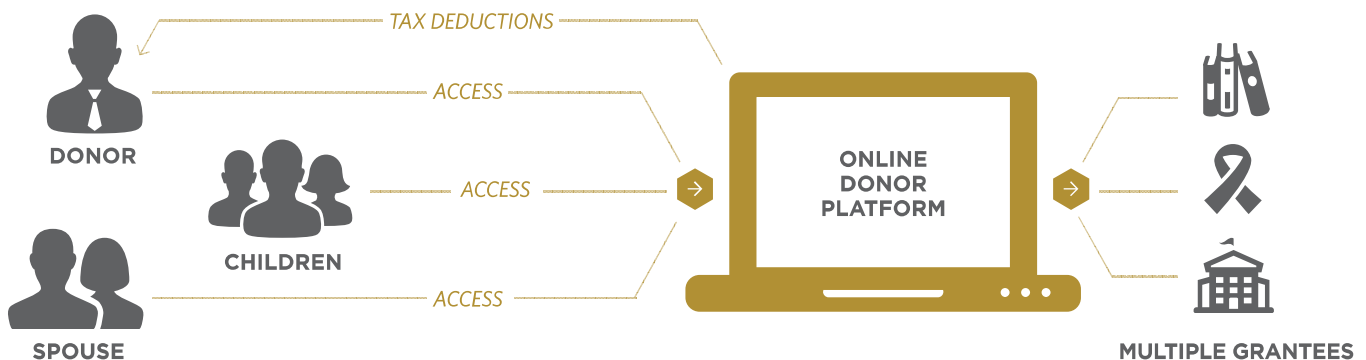 TAX DEDUCTIONS
ACCESS
DONOR
ACCESS
CHILDREN
ACCESS
SPOUSE
ONLINE
DONOR
PLATFORM
MULTIPLE GRANTEES